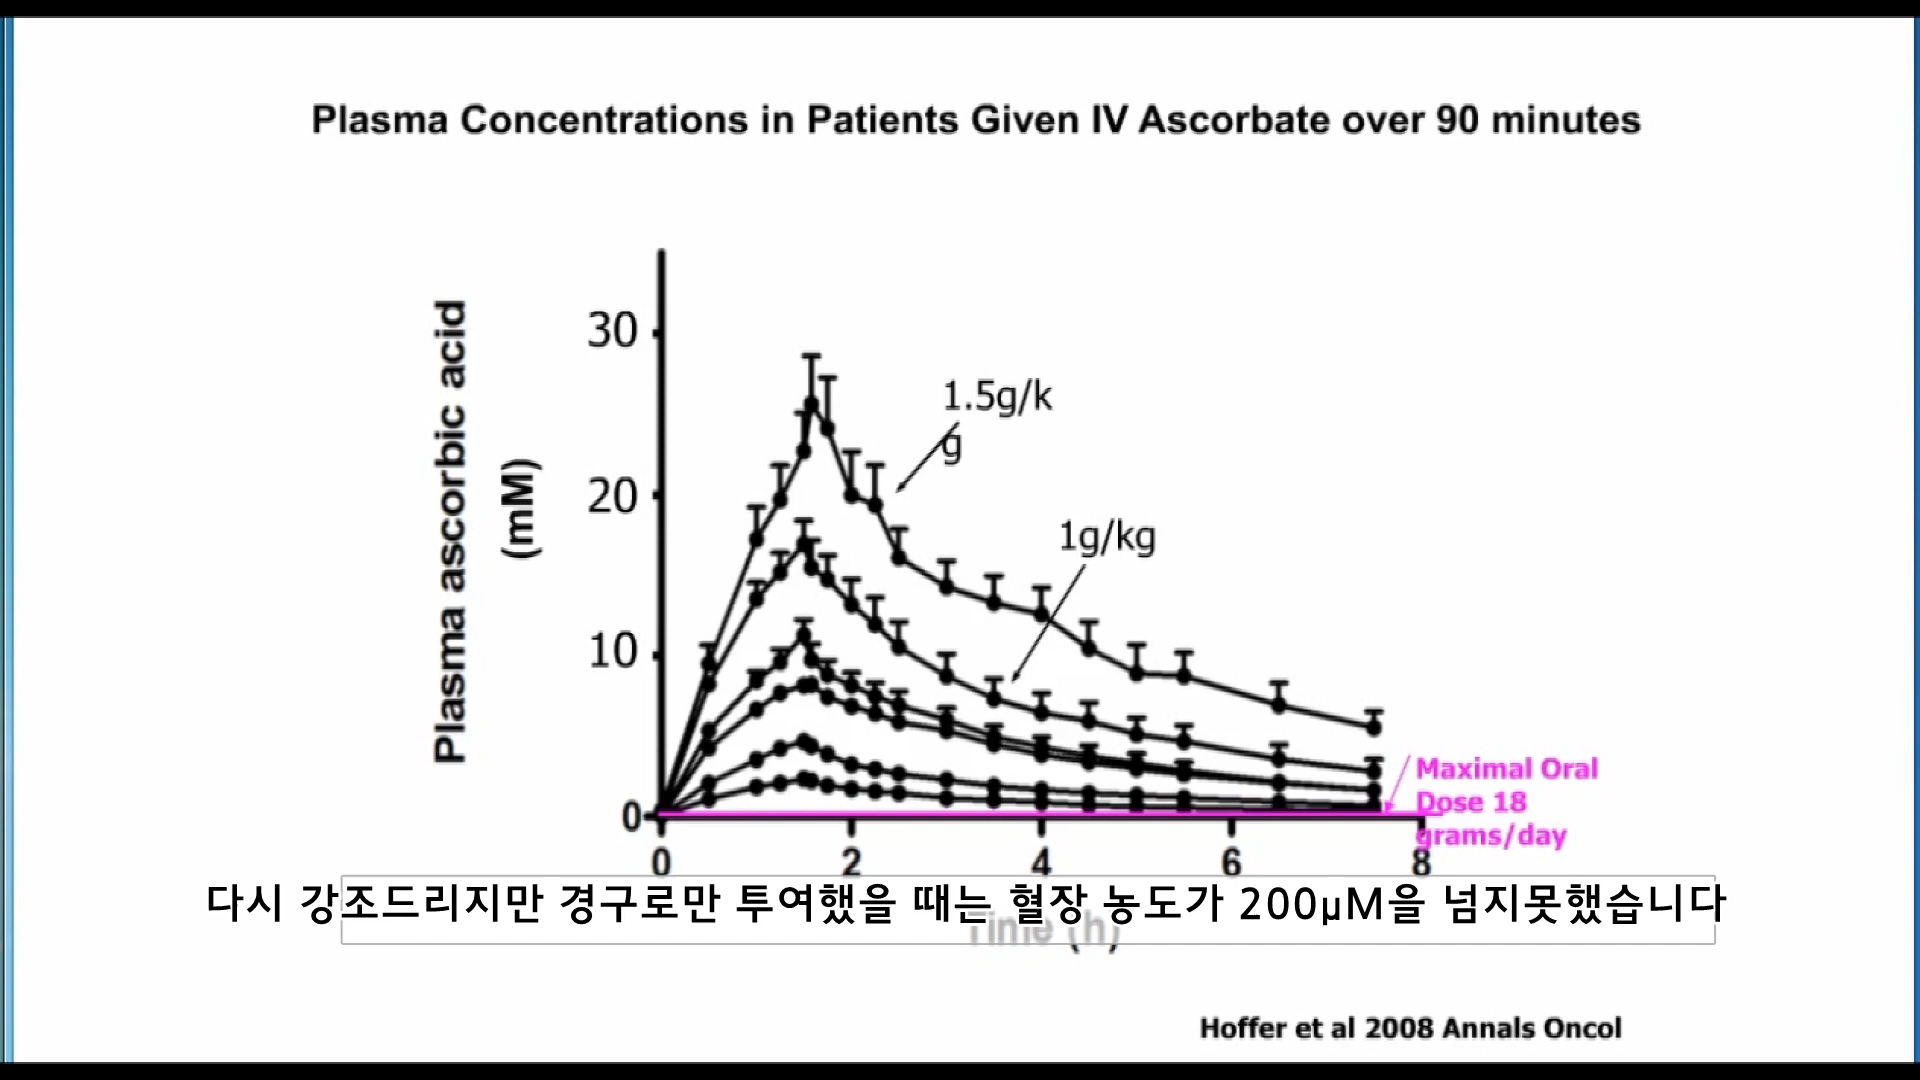 Plasma Concentrations in Patients Given IV Ascorbate over 90 minutes
Plasma ascorbic acid
(mM)
30
20
10
0
1.5g/k
g
1g/kg
Maximal Oral
Dose 18
grams/day
0 2 4 6 8
다시 강조드리지만 경구로만 투여했을 때는 혈장 농도가 200μM을 넘지못했습니다
Time (h)
Hoffer et al 2008 Annals Oncol